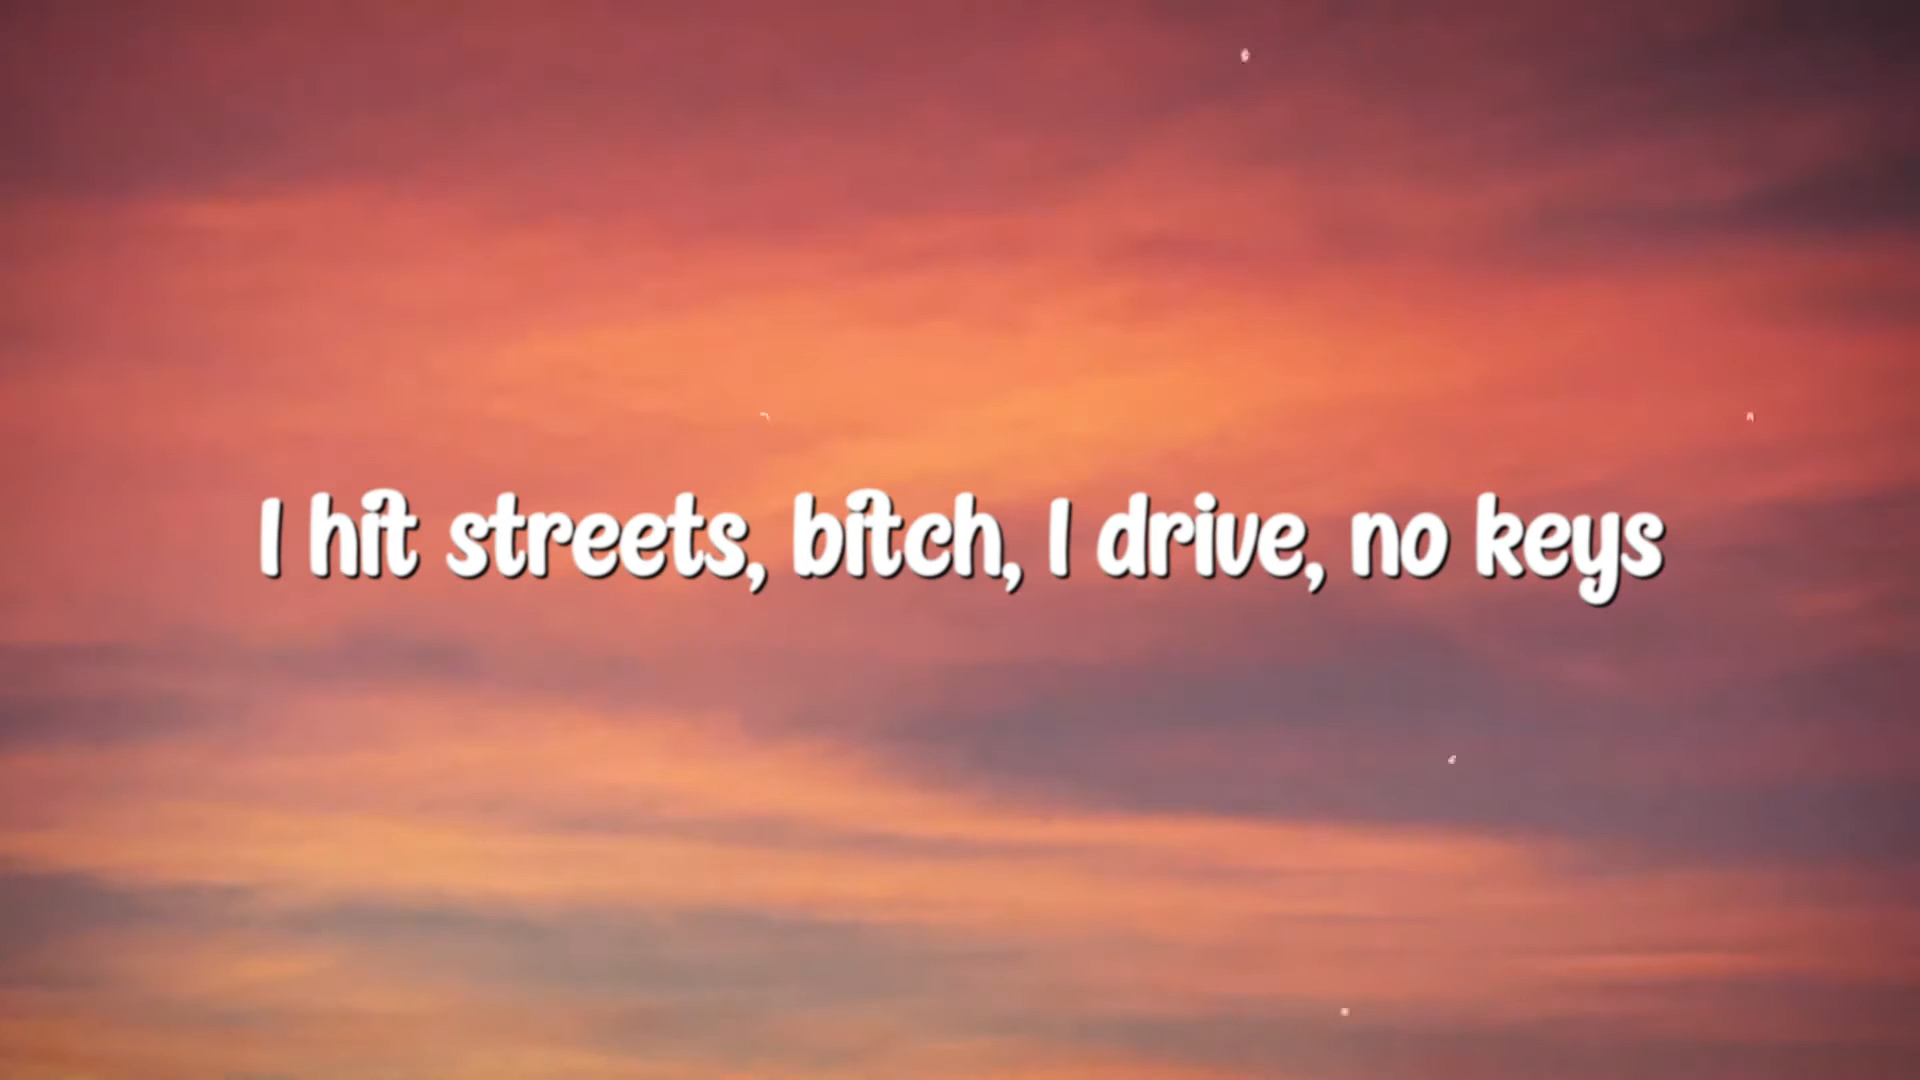 I hit streets, bitch, I drive, no keys